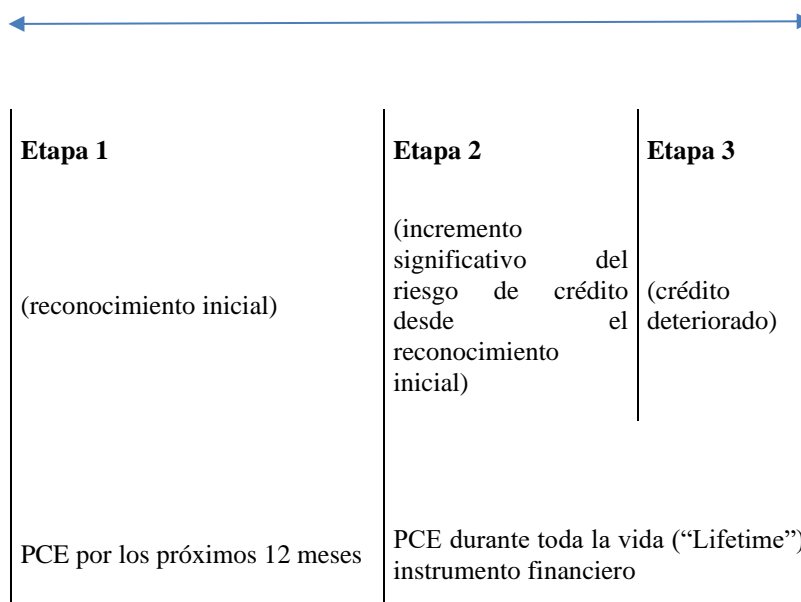 Etapa 1
Etapa 2
Etapa 3
(reconocimiento inicial)
(incremento
significativo del
riesgo de crédito
desde el
reconocimiento
inicial)
(crédito
deteriorado)
PCE por los próximos 12 meses
PCE durante toda la vida (“Lifetime”)
instrumento financiero